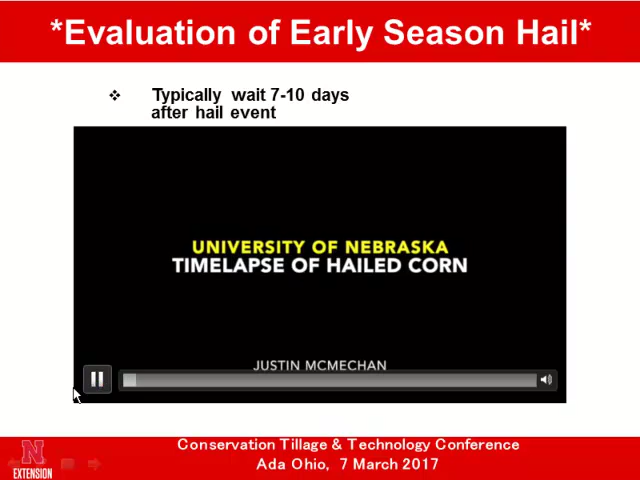 *Evaluation of Early Season Hail*
❖ Typically wait 7-10 days
after hail event
UNIVERSITY OF NEBRASKA
TIMELAPSE OF HAILED CORN
JUSTIN MCMECHAN
Conservation Tillage & Technology Conference
Ada Ohio, 7 March 2017
N
EXTENSION